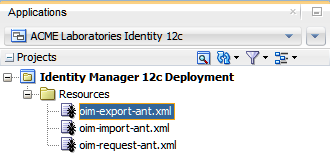 Applications
ACME Laboratories Identity 12c
Projects
Identity Manager 12c Deployment
Resources
oim-export-ant.xml
oim-import-ant.xml
oim-request-ant.xml